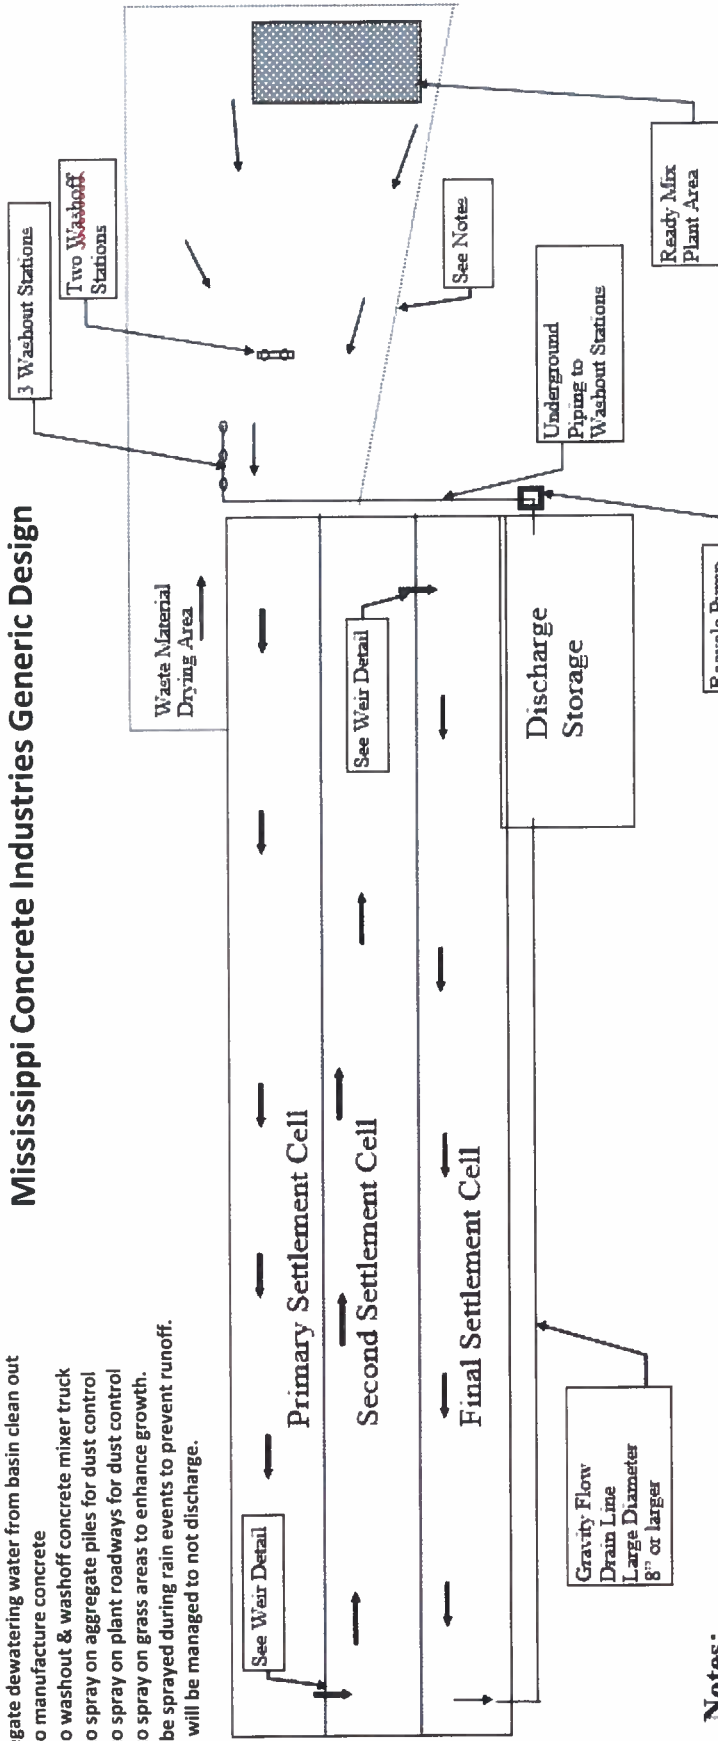 Mississippi Concrete Industries Generic Design
gate dewatering water from basin clean out
o manufacture concrete
o washout & washoff concrete mixer truck
o spray on aggregate piles for dust control
o spray on plant roadways for dust control
o spray on grass areas to enhance growth.
be sprayed during rain events to prevent runoff.
will be managed to not discharge.
3 Washout Stations
Two Washoff
Stations
Waste Material
Drying Area
See Weir Detail
Primary Settlement Cell
Second Settlement Cell
See Weir Detail
Final Settlement Cell
See Notes
Discharge
Storage
Underground
Piping to
Washout Stations
Ready Mix
Plant Area
Gravity Flow
Drain Line
Large Diameter
8" or larger
Recycle Pump
Notes: